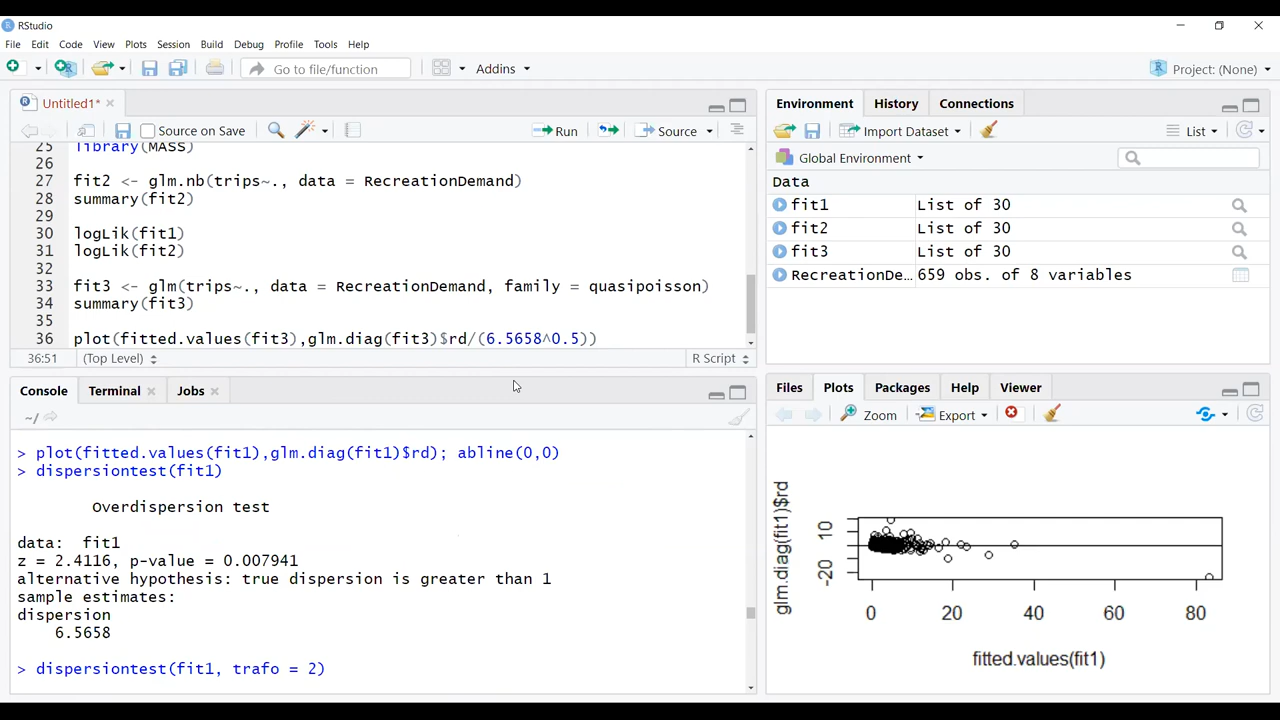 RStudio
File Edit Code View Plots Session Build Debug Profile Tools Help
Go to file/function Addins Project: (None)
Untitled1*
Source on Save Run Source
25 library(MASS)
26
27 fit2 <- glm.nb(trips~., data = RecreationDemand)
28 summary(fit2)
29
30 logLik(fit1)
31 logLik(fit2)
32
33 fit3 <- glm(trips~., data = RecreationDemand, family = quasipoisson)
34 summary(fit3)
35
36 plot(fitted.values(fit3),glm.diag(fit3)$rd/(6.5658^0.5))
36:51 (Top Level) R Script
Console Terminal Jobs
~/
> plot(fitted.values(fit1),glm.diag(fit1)$rd); abline(0,0)
> dispersiontest(fit1)
Overdispersion test
data: fit1
z = 2.4116, p-value = 0.007941
alternative hypothesis: true dispersion is greater than 1
sample estimates:
dispersion
6.5658
> dispersiontest(fit1, trafo = 2)
Environment History Connections
Import Dataset List
Global Environment
Data
fit1 List of 30
fit2 List of 30
fit3 List of 30
RecreationDe… 659 obs. of 8 variables
Files Plots Packages Help Viewer
Zoom Export
glm.diag(fit1)$rd
10
-20
0 20 40 60 80
fitted.values(fit1)